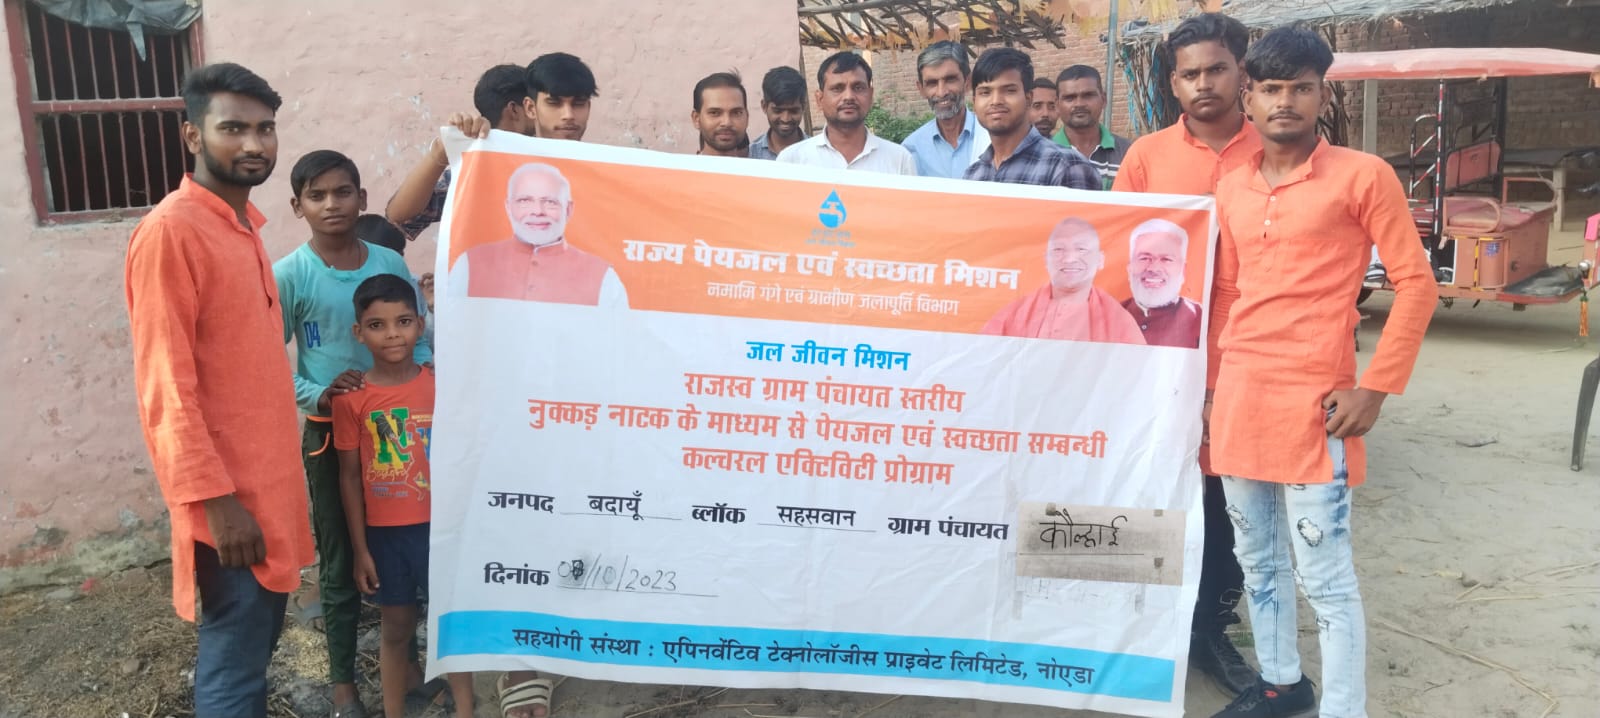 राज्य पेयजल एवं स्वच्छता मिशन
नमामि गंगे एवं ग्रामीण जलापूर्ति विभाग
जल जीवन मिशन
राजस्व ग्राम पंचायत स्तरीय
नुक्कड़ नाटक के माध्यम से पेयजल एवं स्वच्छता सम्बन्धी
कल्चरल एक्टिविटी प्रोग्राम
जनपद बदायूँ ब्लॉक सहसवान ग्राम पंचायत कौल्हाई
दिनांक /10/2023
सहयोगी संस्था : एपिनवेंटिव टेक्नोलॉजीस प्राइवेट लिमिटेड, नोएडा
04
N